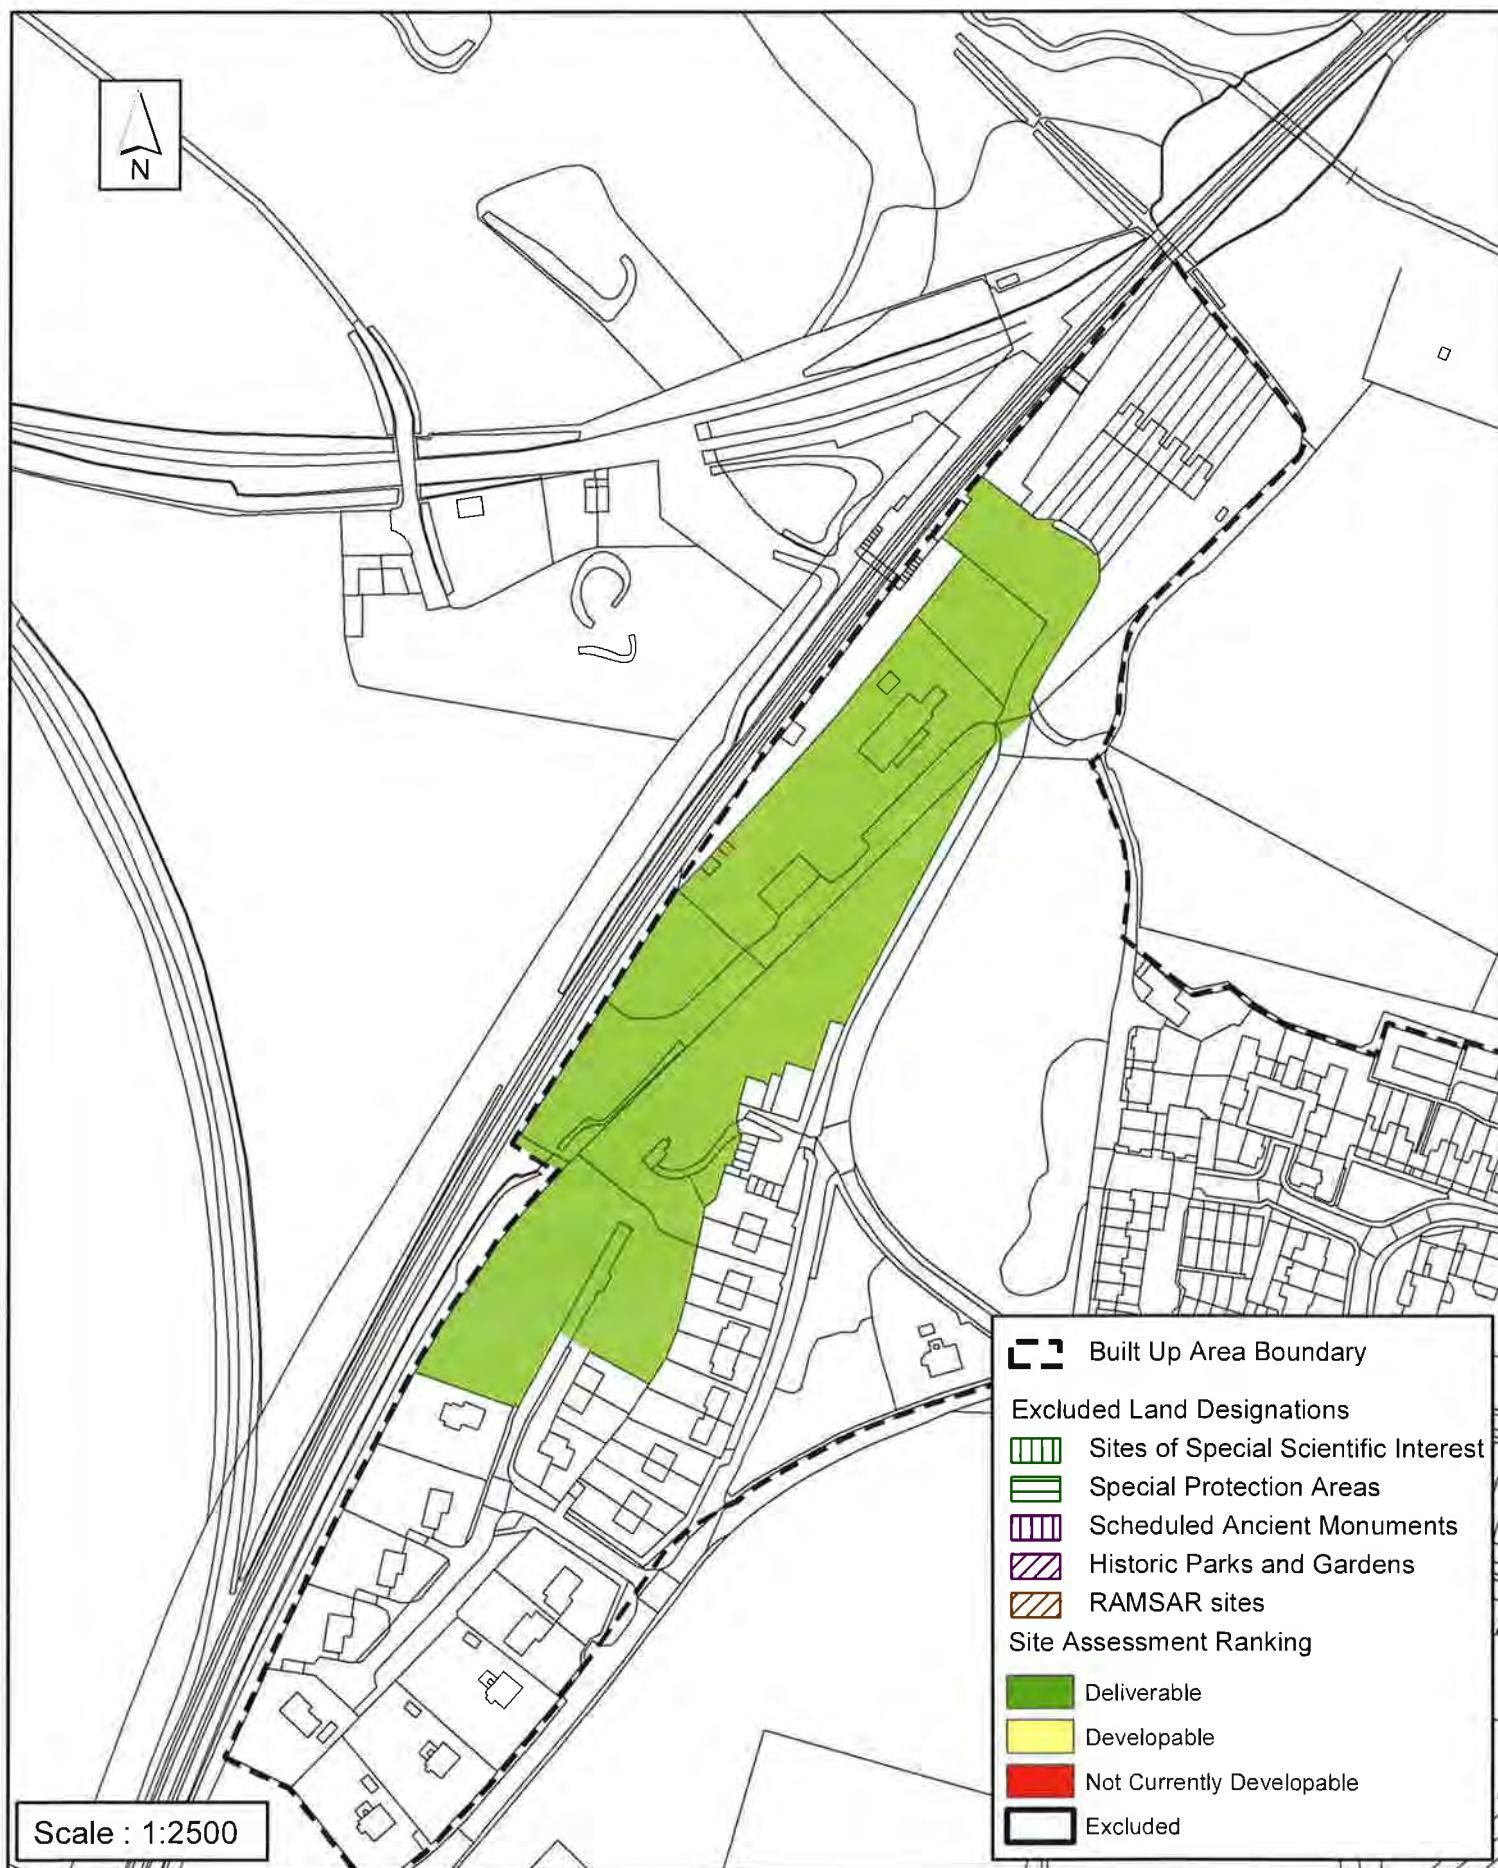 N
Built Up Area Boundary
Excluded Land Designations
Sites of Special Scientific Interest
Special Protection Areas
Scheduled Ancient Monuments
Historic Parks and Gardens
RAMSAR sites
Site Assessment Ranking
Deliverable
Developable
Not Currently Developable
Excluded
Scale : 1:2500